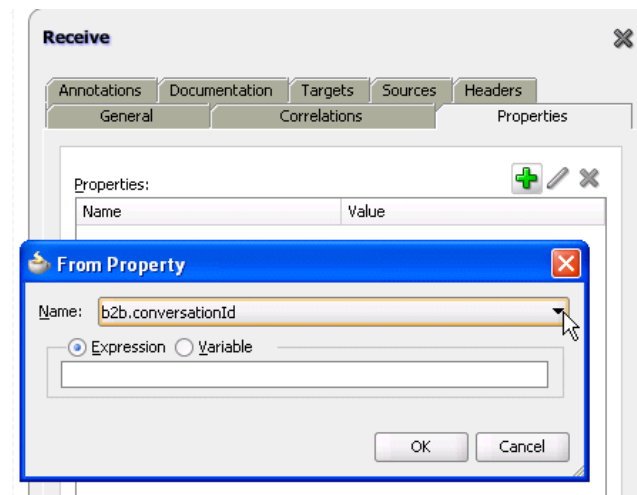 Receive
Annotations Documentation Targets Sources Headers
General Correlations Properties
Properties:
Name Value
From Property
Name: b2b.conversationId
Expression Variable
OK Cancel